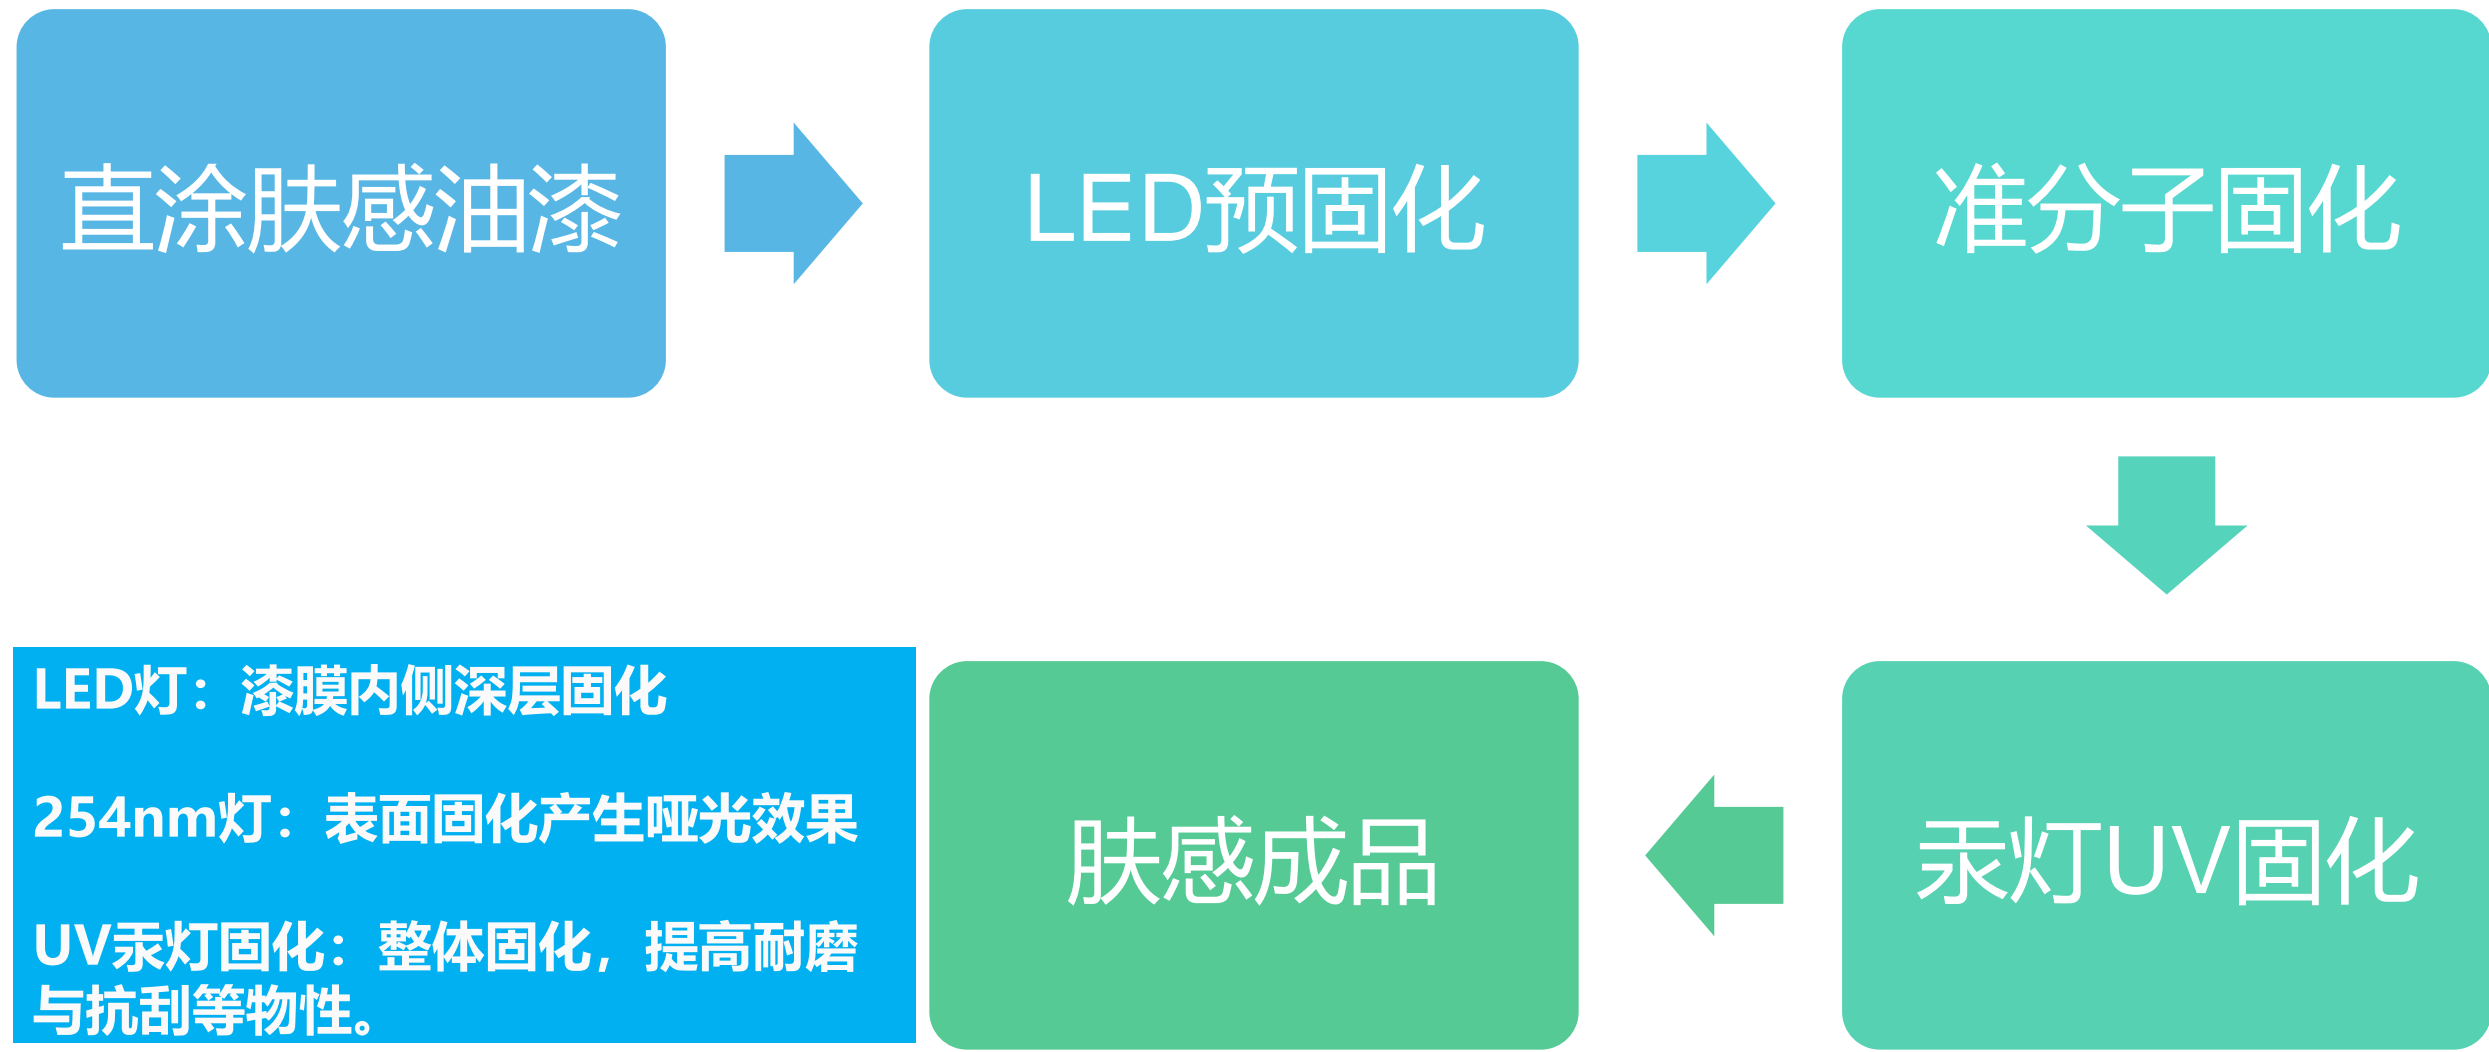 直涂肤感油漆
LED预固化
准分子固化
汞灯UV固化
肤感成品
LED灯：漆膜内侧深层固化
254nm灯：表面固化产生哑光效果
UV汞灯固化：整体固化，提高耐磨
与抗刮等物性。